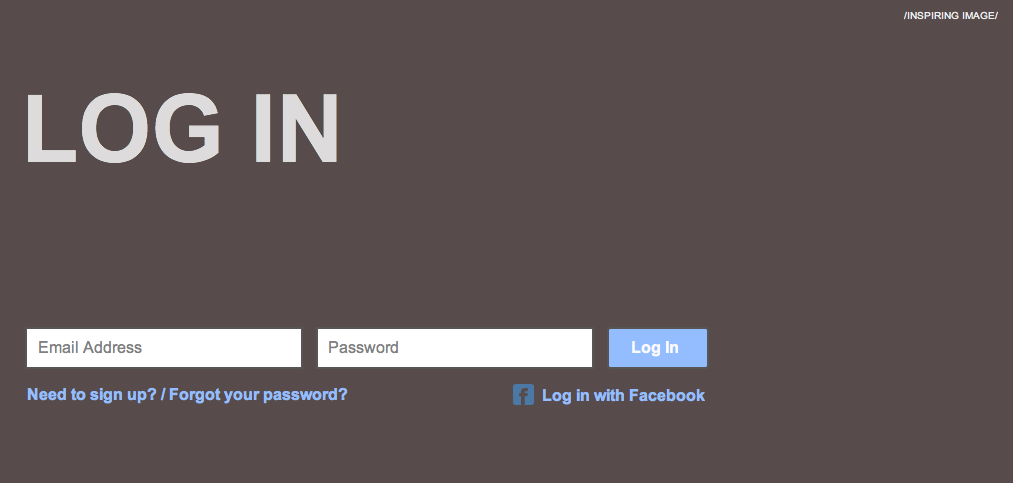 /INSPIRING IMAGE/
LOG IN
Email Address
Password
Log In
Need to sign up? / Forgot your password?
Log in with Facebook